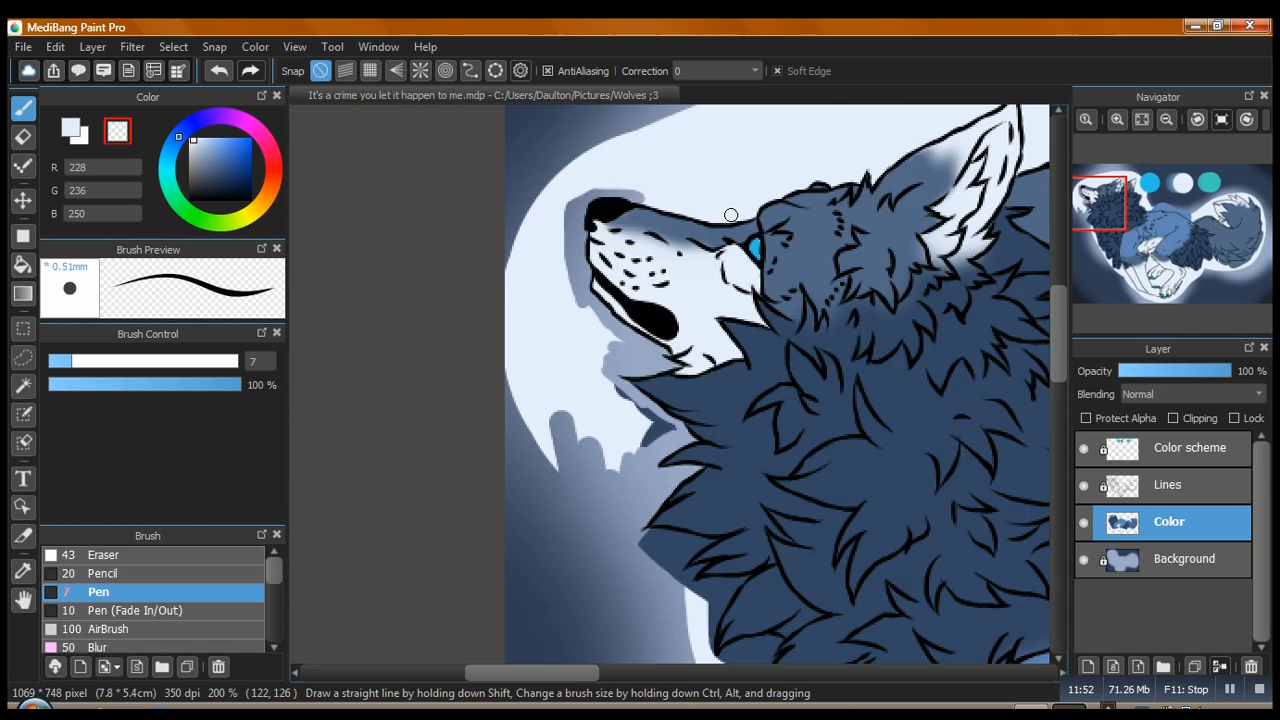 MediBang Paint Pro
File Edit Layer Filter Select Snap Color View Tool Window Help
Snap AntiAliasing Correction 0 Soft Edge
Color
It's a crime you let it happen to me.mdp - C:/Users/Daulton/Pictures/Wolves ;3
Navigator
R 228
G 236
B 250
Brush Preview
* 0.51mm
Brush Control
7
100 %
Layer
Opacity 100 %
Blending Normal
Protect Alpha Clipping Lock
Color scheme
Lines
Color
Background
Brush
43 Eraser
20 Pencil
7 Pen
10 Pen (Fade In/Out)
100 AirBrush
50 Blur
1069 * 748 pixel (7.8 * 5.4cm) 350 dpi 200 % (122, 126) Draw a straight line by holding down Shift, Change a brush size by holding down Ctrl, Alt, and dragging
11:52 71.26 Mb F11: Stop